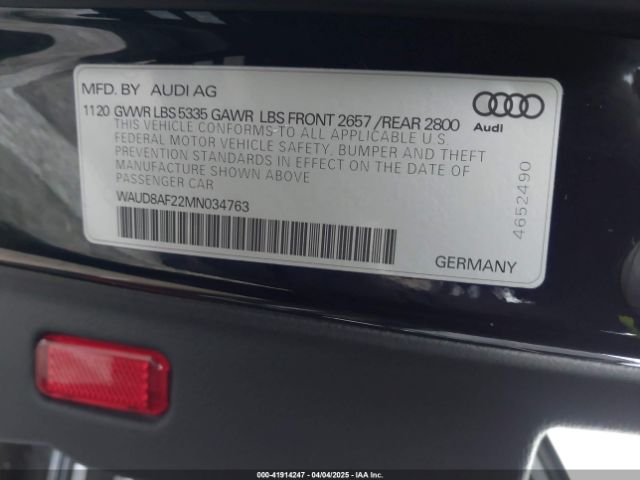 MFD. BY AUDI AG
1120 GVWR LBS 5335 GAWR LBS FRONT 2657 /REAR 2800
THIS VEHICLE CONFORMS TO ALL APPLICABLE U S
FEDERAL MOTOR VEHICLE SAFETY, BUMPER AND THEFT
PREVENTION STANDARDS IN EFFECT ON THE DATE OF
MANUFACTURE SHOWN ABOVE
PASSENGER CAR
WAUD8AF22MN034763
Audi
4652490
GERMANY
000-41914247 - 04/04/2025 - IAAI.com